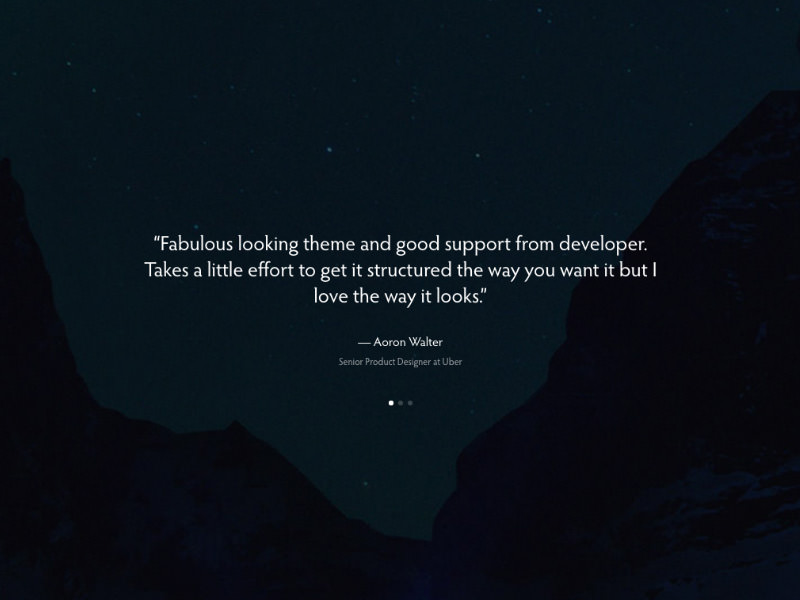 “Fabulous looking theme and good support from developer.
Takes a little effort to get it structured the way you want it but I
love the way it looks.”
— Aoron Walter
Senior Product Designer at Uber